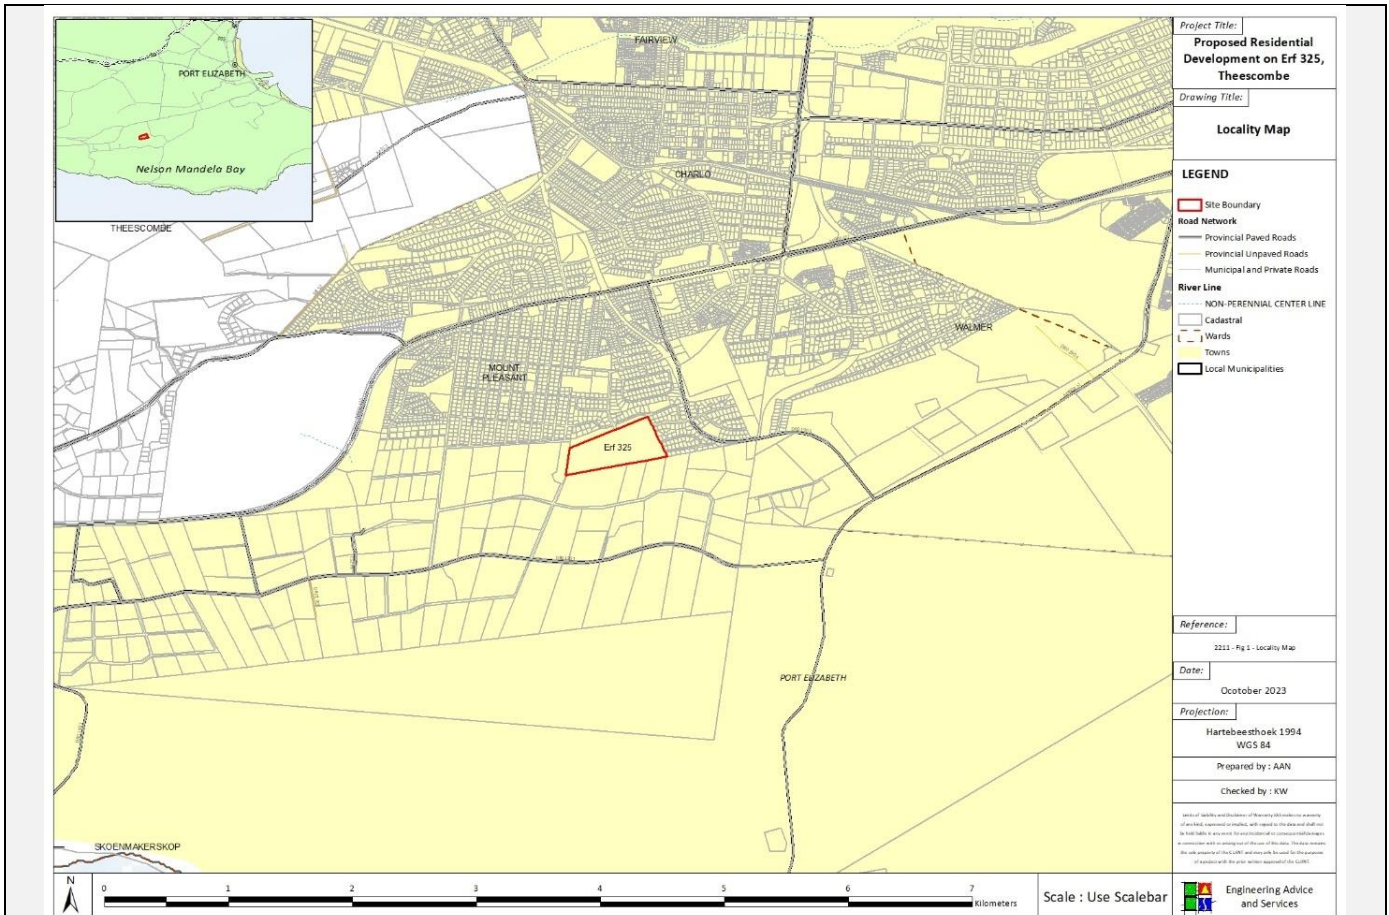 Project Title:
Proposed Residential
Development on Erf 325,
Theescombe
Drawing Title:
Locality Map
LEGEND
Site Boundary
Road Network
Provincial Paved Roads
Provincial Unpaved Roads
Municipal and Private Roads
River Line
NON-PERENNIAL CENTER LINE
Cadastral
Wards
Towns
Local Municipalities
Reference:
2211 - Fig 1 - Locality Map
Date:
Ocotober 2023
Projection:
Hartebeesthoek 1994
WGS 84
Prepared by : AAN
Checked by : KW
Engineering Advice
and Services
PORT ELIZABETH
Nelson Mandela Bay
FAIRVIEW
CHARLO
THEESCOMBE
WALMER
MOUNT
PLEASANT
Erf 325
PORT ELIZABETH
SKOENMAKERSKOP
N
0 1 2 3 4 5 6 7
Kilometers
Scale : Use Scalebar